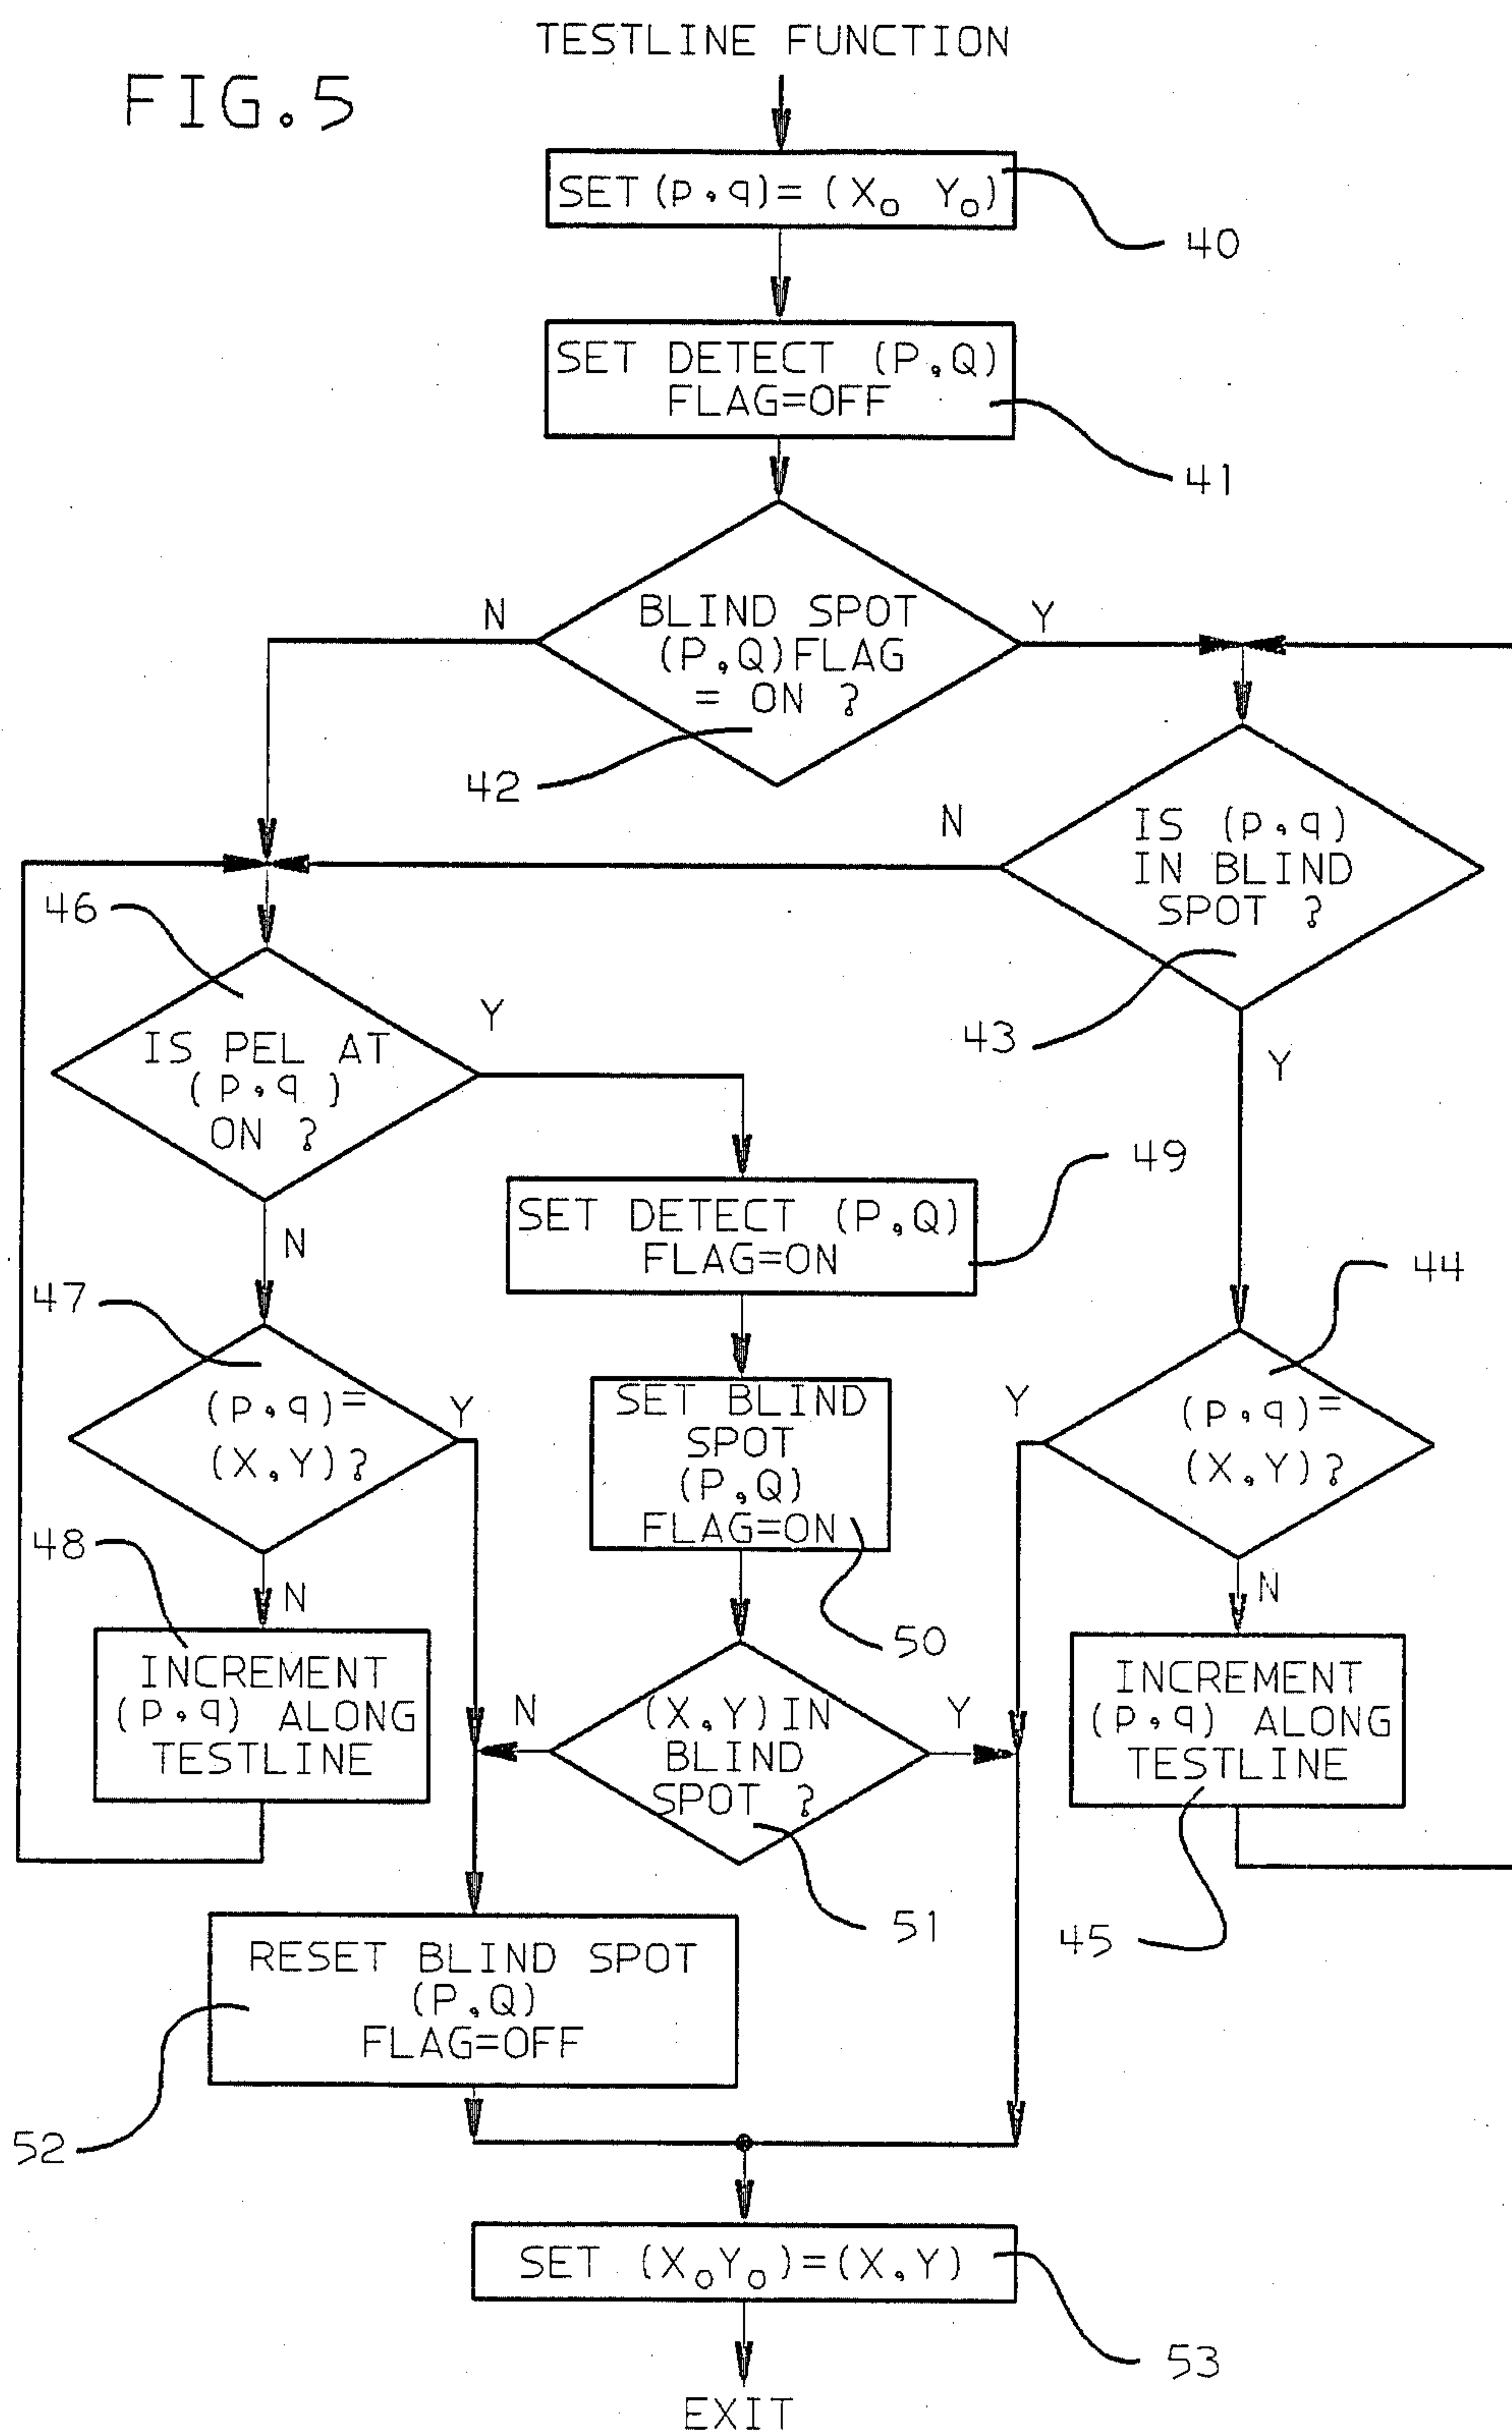 TESTLINE FUNCTION
FIG.5
SET (p,q)= (X₀ Y₀)
40
SET DETECT (P,Q)
FLAG=OFF
41
N
BLIND SPOT
(P,Q)FLAG
= ON ?
Y
42
N
IS (p,q)
IN BLIND
SPOT ?
43
Y
46
IS PEL AT
(p,q )
ON ?
Y
N
SET DETECT (P,Q)
FLAG=ON
49
47
(p,q)=
(X,Y)?
Y
SET BLIND
SPOT
(P,Q)
FLAG=ON
50
44
(p,q)=
(X,Y)?
Y
N
48
N
INCREMENT
(p,q) ALONG
TESTLINE
N
(X,Y)IN
BLIND
SPOT ?
Y
51
INCREMENT
(p,q) ALONG
TESTLINE
45
RESET BLIND SPOT
(P,Q)
FLAG=OFF
52
SET (X₀Y₀)=(X,Y)
53
EXIT